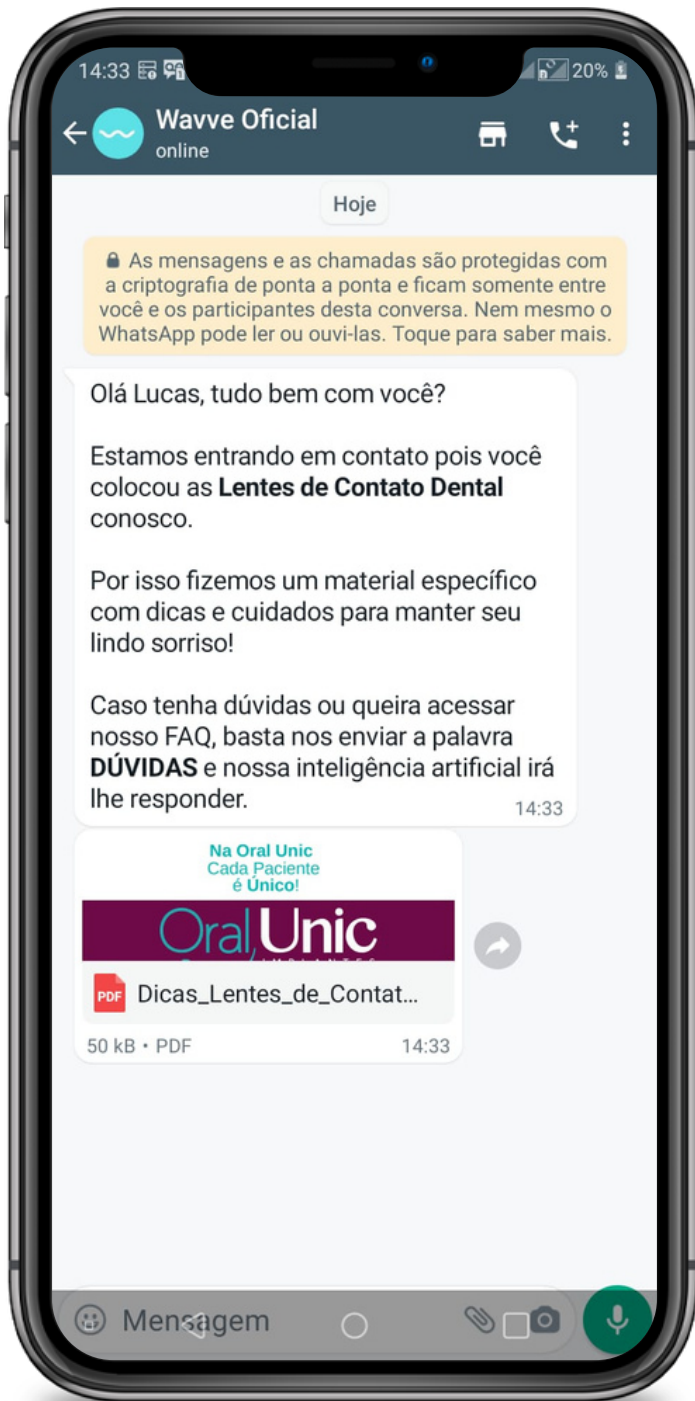 14:33
20%
Wavve Oficial
online
Hoje
As mensagens e as chamadas são protegidas com
a criptografia de ponta a ponta e ficam somente entre
você e os participantes desta conversa. Nem mesmo o
WhatsApp pode ler ou ouvi-las. Toque para saber mais.
Olá Lucas, tudo bem com você?
Estamos entrando em contato pois você
colocou as Lentes de Contato Dental
conosco.
Por isso fizemos um material específico
com dicas e cuidados para manter seu
lindo sorriso!
Caso tenha dúvidas ou queira acessar
nosso FAQ, basta nos enviar a palavra
DÚVIDAS e nossa inteligência artificial irá
lhe responder.
14:33
Na Oral Unic
Cada Paciente
é Único!
Oral Unic
PDF
Dicas_Lentes_de_Contat...
50 kB • PDF
14:33
Mensagem